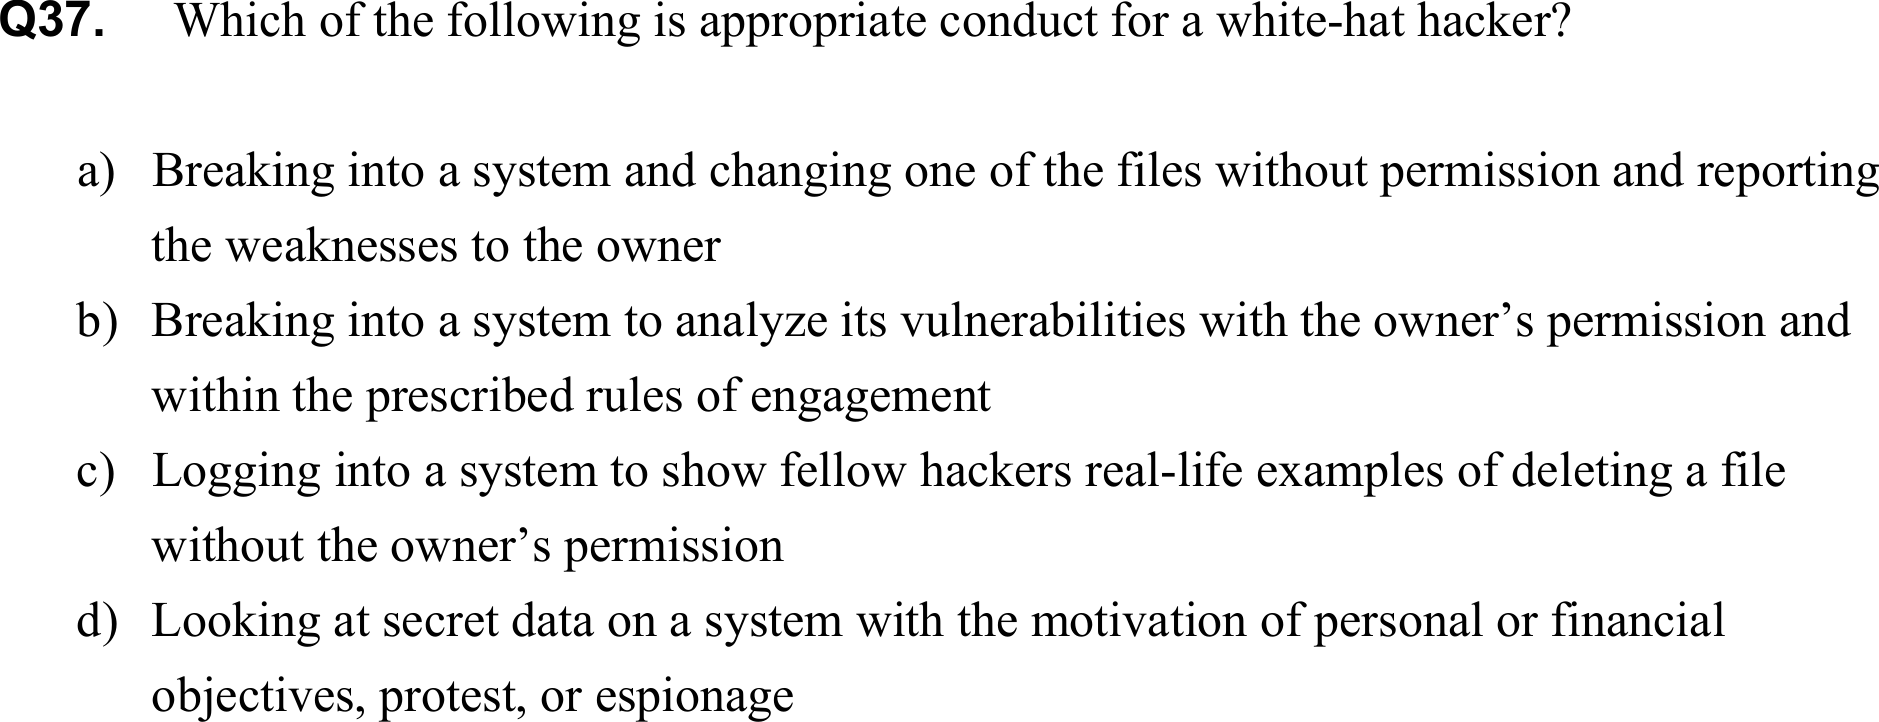 Q37. Which of the following is appropriate conduct for a white-hat hacker?
a) Breaking into a system and changing one of the files without permission and reporting
the weaknesses to the owner
b) Breaking into a system to analyze its vulnerabilities with the owner’s permission and
within the prescribed rules of engagement
c) Logging into a system to show fellow hackers real-life examples of deleting a file
without the owner’s permission
d) Looking at secret data on a system with the motivation of personal or financial
objectives, protest, or espionage